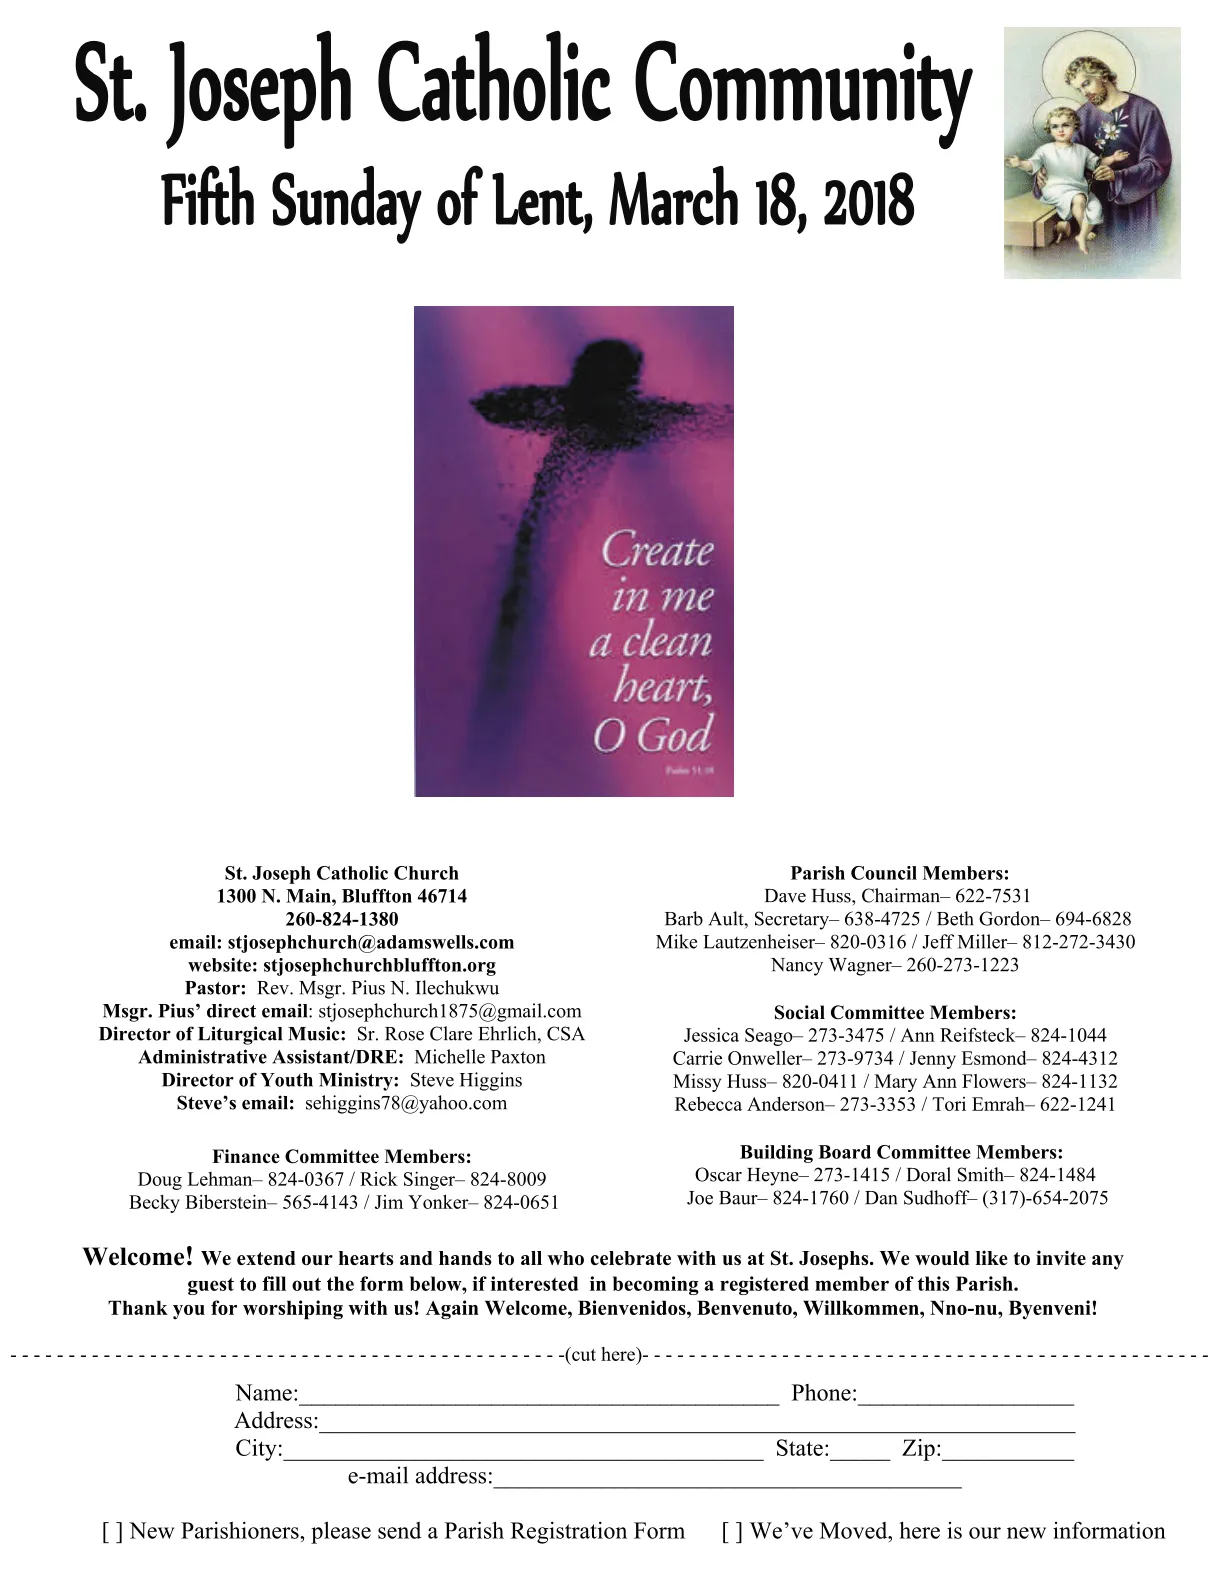 St. Joseph Catholic Community
Fifth Sunday of Lent, March 18, 2018
Create
in me
a clean
heart,
O God
St. Joseph Catholic Church
1300 N. Main, Bluffton 46714
260-824-1380
email: stjosephchurch@adamswells.com
website: stjosephchurchbluffton.org
Pastor:  Rev. Msgr. Pius N. Ilechukwu
Msgr. Pius’ direct email: stjosephchurch1875@gmail.com
Director of Liturgical Music:  Sr. Rose Clare Ehrlich, CSA
Administrative Assistant/DRE:  Michelle Paxton
Director of Youth Ministry:  Steve Higgins
Steve’s email:  sehiggins78@yahoo.com
Finance Committee Members:
Doug Lehman– 824-0367 / Rick Singer– 824-8009
Becky Biberstein– 565-4143 / Jim Yonker– 824-0651
Parish Council Members:
Dave Huss, Chairman– 622-7531
Barb Ault, Secretary– 638-4725 / Beth Gordon– 694-6828
Mike Lautzenheiser– 820-0316 / Jeff Miller– 812-272-3430
Nancy Wagner– 260-273-1223
Social Committee Members:
Jessica Seago– 273-3475 / Ann Reifsteck– 824-1044
Carrie Onweller– 273-9734 / Jenny Esmond– 824-4312
Missy Huss– 820-0411 / Mary Ann Flowers– 824-1132
Rebecca Anderson– 273-3353 / Tori Emrah– 622-1241
Building Board Committee Members:
Oscar Heyne– 273-1415 / Doral Smith– 824-1484
Joe Baur– 824-1760 / Dan Sudhoff– (317)-654-2075
Welcome! We extend our hearts and hands to all who celebrate with us at St. Josephs. We would like to invite any
guest to fill out the form below, if interested  in becoming a registered member of this Parish.
Thank you for worshiping with us! Again Welcome, Bienvenidos, Benvenuto, Willkommen, Nno-nu, Byenveni!
- - - - - - - - - - - - - - - - - - - - - - - - - - - - - - - - - - - - - - - - - - - - - - - -(cut here)- - - - - - - - - - - - - - - - - - - - - - - - - - - - - - - - - - - - - - - - - - - - - - - - -
Name:________________________________________ Phone:__________________
Address:_______________________________________________________________
City:________________________________________ State:_____ Zip:___________
e-mail address:_______________________________________
[ ] New Parishioners, please send a Parish Registration Form      [ ] We’ve Moved, here is our new information